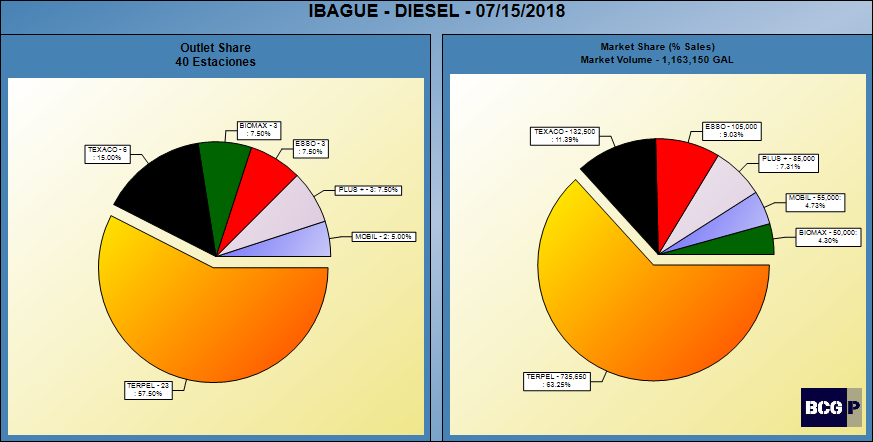 IBAGUE - DIESEL - 07/15/2018
Outlet Share
40 Estaciones
BIOMAX - 3
: 7.50%
ESSO - 3
: 7.50%
TEXACO - 6
: 15.00%
PLUS + - 3: 7.50%
MOBIL - 2: 5.00%
TERPEL - 23
: 57.50%
Market Share (% Sales)
Market Volume - 1,163,150 GAL
TEXACO - 132,500
: 11.39%
ESSO - 105,000
: 9.03%
PLUS + - 85,000
: 7.31%
MOBIL - 55,000:
4.73%
BIOMAX - 50,000:
4.30%
TERPEL - 735,650
: 63.25%
BCG P